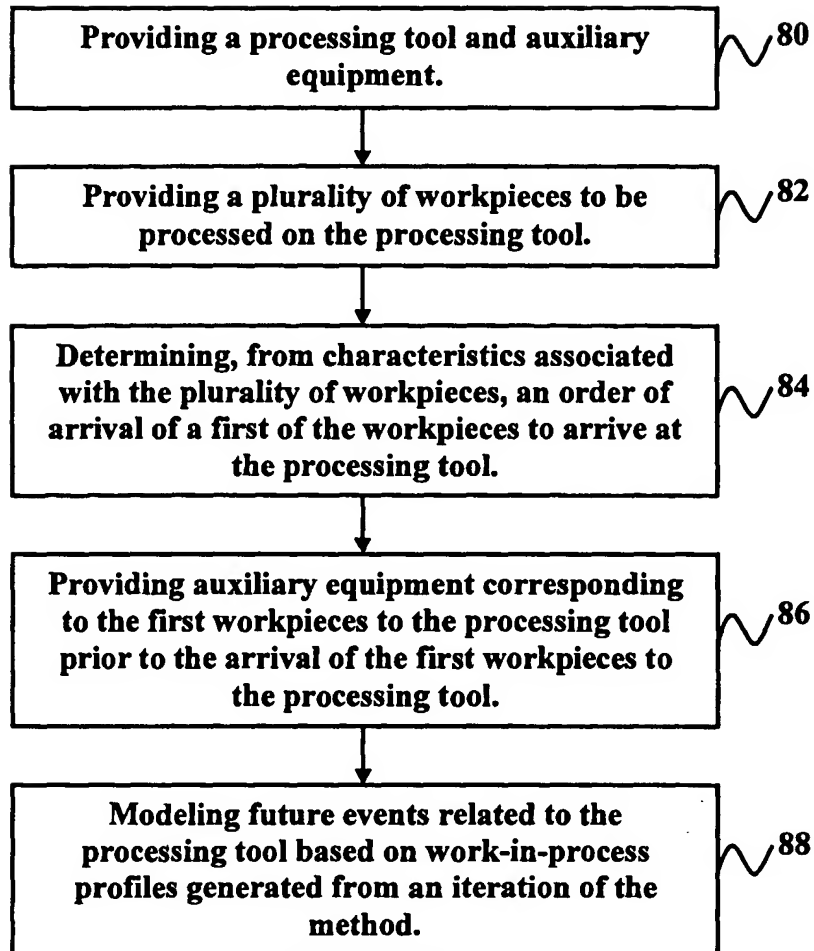 Providing a processing tool and auxiliary
equipment.
80
Providing a plurality of workpieces to be
processed on the processing tool.
82
Determining, from characteristics associated
with the plurality of workpieces, an order of
arrival of a first of the workpieces to arrive at
the processing tool.
84
Providing auxiliary equipment corresponding
to the first workpieces to the processing tool
prior to the arrival of the first workpieces to
the processing tool.
86
Modeling future events related to the
processing tool based on work-in-process
profiles generated from an iteration of the
method.
88